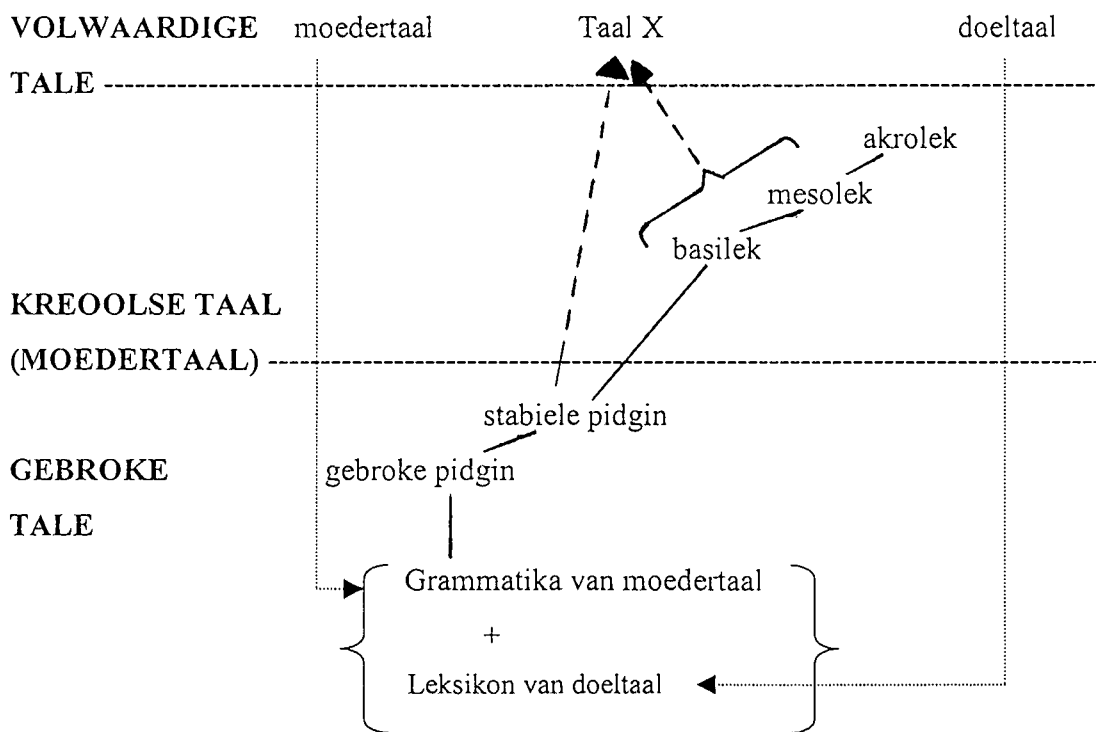 VOLWAARDIGE moedertaal Taal X doeltaal
TALE
akrolek
mesolek
basilek
KREOOLSE TAAL
(MOEDERTAAL)
stabiele pidgin
GEBROKE gebroke pidgin
TALE
Grammatika van moedertaal
+
Leksikon van doeltaal